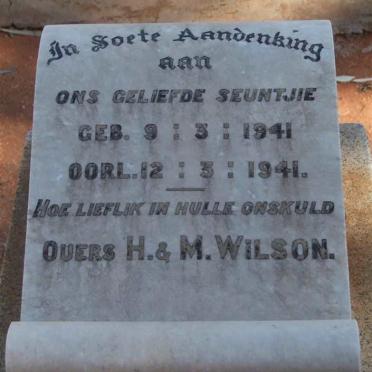 In Soete Aandenking
aan
ONS GELIEFDE SEUNTJIE
GEB. 9 : 3 : 1941
OORL. 12 : 3 : 1941.
HOE LIEFLIK IN HULLE ONSKULD
OUERS H. & M. WILSON.